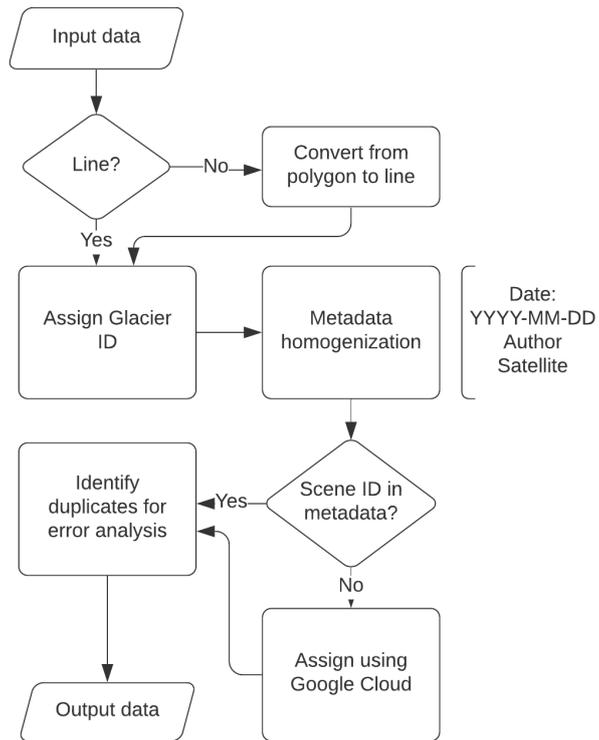 Input data
Line?
No
Convert from
polygon to line
Yes
Assign Glacier
ID
Metadata
homogenization
Date:
YYYY-MM-DD
Author
Satellite
Identify
duplicates for
error analysis
Yes
Scene ID in
metadata?
No
Assign using
Google Cloud
Output data